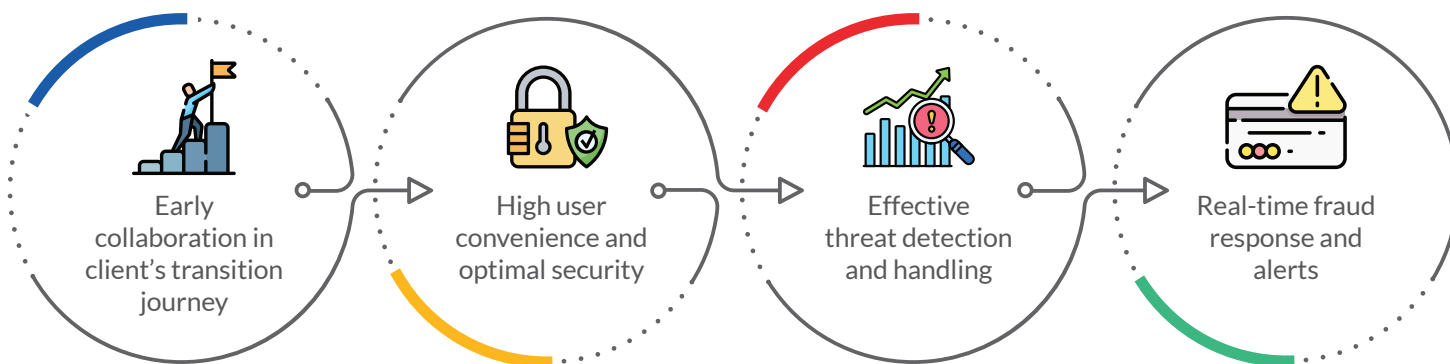 Early
collaboration in
client's transition
journey
High user
convenience and
optimal security
Effective
threat detection
and handling
Real-time fraud
response and
alerts